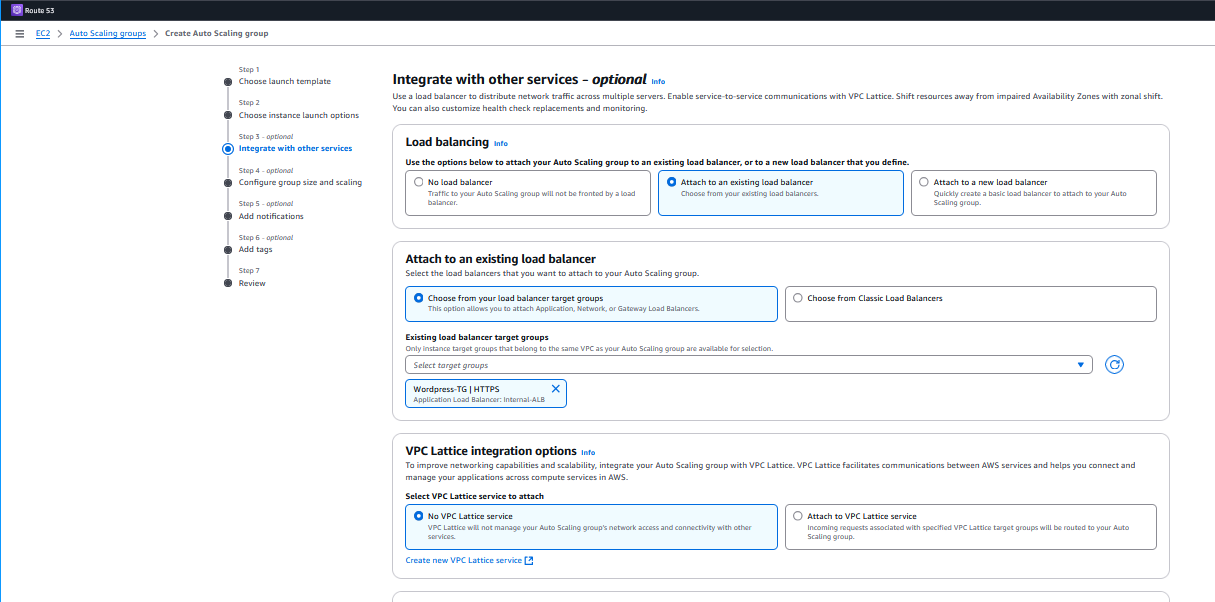 Route 53
EC2 > Auto Scaling groups > Create Auto Scaling group
Step 1
Choose launch template
Step 2
Choose instance launch options
Step 3 - optional
Integrate with other services
Step 4 - optional
Configure group size and scaling
Step 5 - optional
Add notifications
Step 6 - optional
Add tags
Step 7
Review
Integrate with other services - optional Info
Use a load balancer to distribute network traffic across multiple servers. Enable service-to-service communications with VPC Lattice. Shift resources away from impaired Availability Zones with zonal shift.
You can also customize health check replacements and monitoring.
Load balancing Info
Use the options below to attach your Auto Scaling group to an existing load balancer, or to a new load balancer that you define.
No load balancer
Traffic to your Auto Scaling group will not be fronted by a load
balancer.
Attach to an existing load balancer
Choose from your existing load balancers.
Attach to a new load balancer
Quickly create a basic load balancer to attach to your Auto
Scaling group.
Attach to an existing load balancer
Select the load balancers that you want to attach to your Auto Scaling group.
Choose from your load balancer target groups
This option allows you to attach Application, Network, or Gateway Load Balancers.
Choose from Classic Load Balancers
Existing load balancer target groups
Only instance target groups that belong to the same VPC as your Auto Scaling group are available for selection.
Select target groups
Wordpress-TG | HTTPS
Application Load Balancer: Internal-ALB
VPC Lattice integration options Info
To improve networking capabilities and scalability, integrate your Auto Scaling group with VPC Lattice. VPC Lattice facilitates communications between AWS services and helps you connect and
manage your applications across compute services in AWS.
Select VPC Lattice service to attach
No VPC Lattice service
VPC Lattice will not manage your Auto Scaling group's network access and connectivity with other
services.
Attach to VPC Lattice service
Incoming requests associated with specified VPC Lattice target groups will be routed to your Auto
Scaling group.
Create new VPC Lattice service